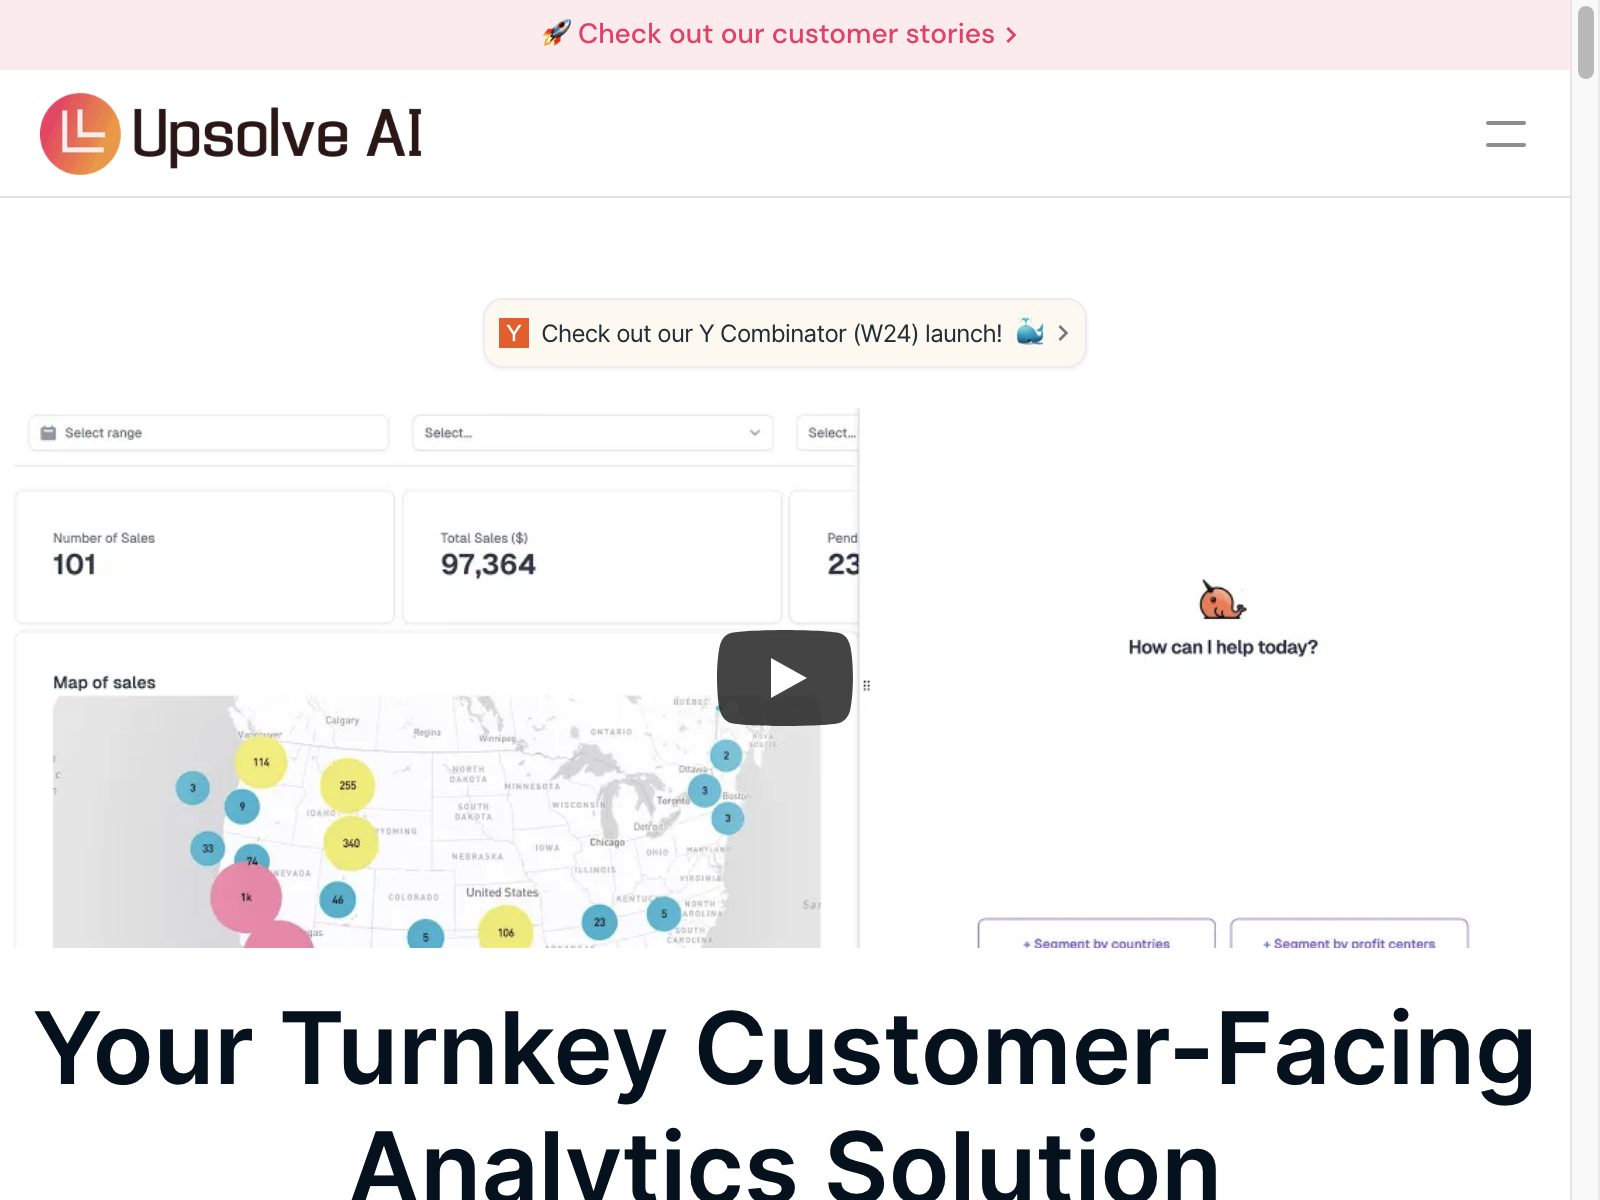 🚀 Check out our customer stories >
Upsolve AI
Y Check out our Y Combinator (W24) launch! 🐳 >
Select range
Select...
Select...
Number of Sales
101
Total Sales ($)
97,364
Pend
23
How can I help today?
Map of sales
QUEBEC
Calgary
Regina
Winnipeg
ONTARIO
Vancouver
NOVA SCOTIA
114
255
2
Ottawa
NORTH DAKOTA
MINNESOTA
3
9
3
Boston
Toronto
IDAHO
SOUTH DAKOTA
WISCONSIN
3
Detroit
WYOMING
340
33
74
Chicago
IOWA
NEBRASKA
OHIO
MARYLAND
NEVADA
ILLINOIS
VIRGINIA
1k
46
COLORADO
United States
KENTUC
NORTH CAROLINA
5
23
gas
5
106
SOUTH CAROLINA
ARKANSAS
San
+ Segment by countries
+ Segment by profit centers
Your Turnkey Customer-Facing
Analytics Solution